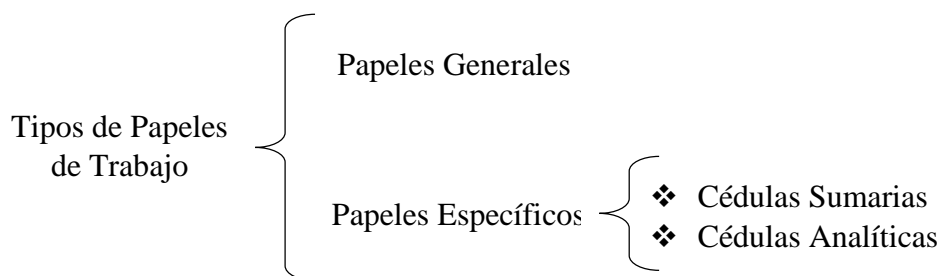 Papeles Generales
Tipos de Papeles
de Trabajo
Papeles Específicos
❖ Cédulas Sumarias
❖ Cédulas Analíticas